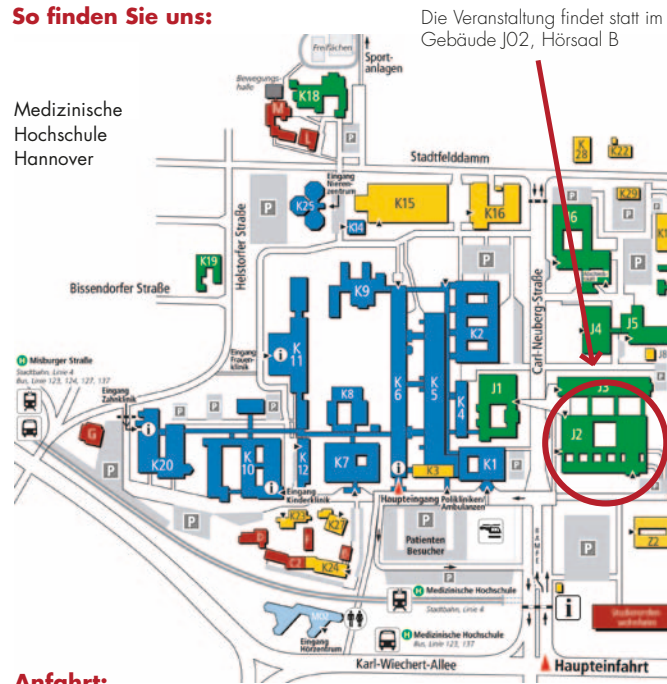 So finden Sie uns:
Die Veranstaltung findet statt im
Gebäude J02, Hörsaal B
Medizinische
Hochschule
Hannover
Freiflächen
Sport-
anlagen
Bewegungs-
halle
K18
M
L
P
Stadtfelddamm
K
28
K22
Eingang
Nieren-
zentrum
K25
K14
K15
K16
K29
J6
P
P
P
Helstorfer Straße
Carl-Neuberg-Straße
K19
Bissendorfer Straße
K9
K2
J4
J5
J8
K
11
Eingang
Frauen-
klinik
K
6
K
5
K
4
J1
J3
J2
H Misburger Straße
Stadtbahn, Linie 4
Bus, Linie 123, 124, 127, 137
Eingang
Zahnklinik
P
P
P
K8
G
K20
K
10
K
12
K7
K3
K1
P
P
Eingang
Kinderklinik
Haupteingang
Polikliniken/
Ambulanzen
P
Patienten
Besucher
RAMPE
P
Z2
K23
K27
D
F
E
C2
K24
P
H Medizinische Hochschule
Stadtbahn, Linie 4
Eingang
Hörzentrum
H Medizinische Hochschule
Bus, Linie 123, 137
Karl-Wiechert-Allee
Haupteinfahrt
Anfahrt: